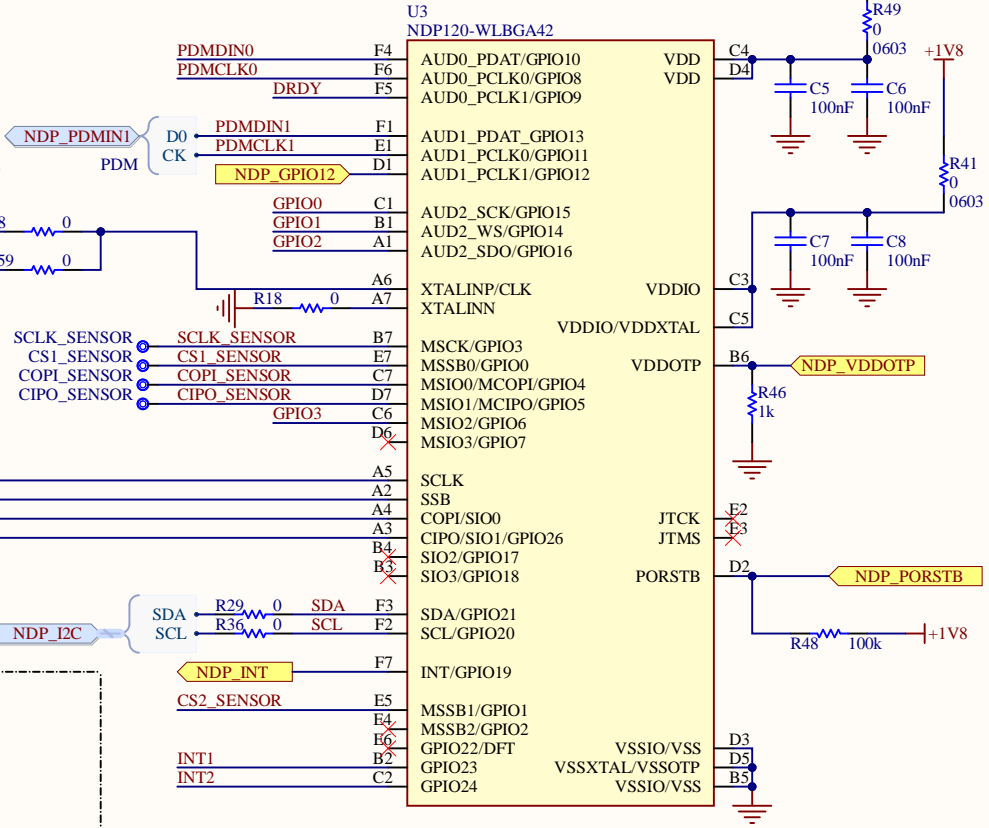 U3
NDP120-WLBGA42
R49
0
0603
+1V8
PDMDIN0 F4 AUD0_PDAT/GPIO10 VDD C4
PDMCLK0 F6 AUD0_PCLK0/GPIO8 VDD D4
DRDY F5 AUD0_PCLK1/GPIO9
C5 100nF
C6 100nF
NDP_PDMIN1 D0 PDMDIN1 F1 AUD1_PDAT_GPIO13
PDM CK PDMCLK1 E1 AUD1_PCLK0/GPIO11
NDP_GPIO12 D1 AUD1_PCLK1/GPIO12
R41
0
0603
GPIO0 C1 AUD2_SCK/GPIO15
GPIO1 B1 AUD2_WS/GPIO14
GPIO2 A1 AUD2_SDO/GPIO16
8 0
59 0
C7 100nF
C8 100nF
A6 XTALINP/CLK VDDIO C3
R18 0 A7 XTALINN
VDDIO/VDDXTAL C5
SCLK_SENSOR SCLK_SENSOR B7 MSCK/GPIO3
CS1_SENSOR CS1_SENSOR E7 MSSB0/GPIO0 VDDOTP B6 NDP_VDDOTP
COPI_SENSOR COPI_SENSOR C7 MSIO0/MCOPI/GPIO4
CIPO_SENSOR CIPO_SENSOR D7 MSIO1/MCIPO/GPIO5
R46
1k
GPIO3 C6 MSIO2/GPIO6
D6 MSIO3/GPIO7
A5 SCLK
A2 SSB
A4 COPI/SIO0 JTCK E2
A3 CIPO/SIO1/GPIO26 JTMS E3
B4 SIO2/GPIO17
B3 SIO3/GPIO18 PORSTB D2 NDP_PORSTB
NDP_I2C SDA R29 0 SDA F3 SDA/GPIO21
SCL R36 0 SCL F2 SCL/GPIO20
R48 100k +1V8
NDP_INT F7 INT/GPIO19
CS2_SENSOR E5 MSSB1/GPIO1
E4 MSSB2/GPIO2
E6 GPIO22/DFT VSSIO/VSS D3
INT1 B2 GPIO23 VSSXTAL/VSSOTP D5
INT2 C2 GPIO24 VSSIO/VSS B5